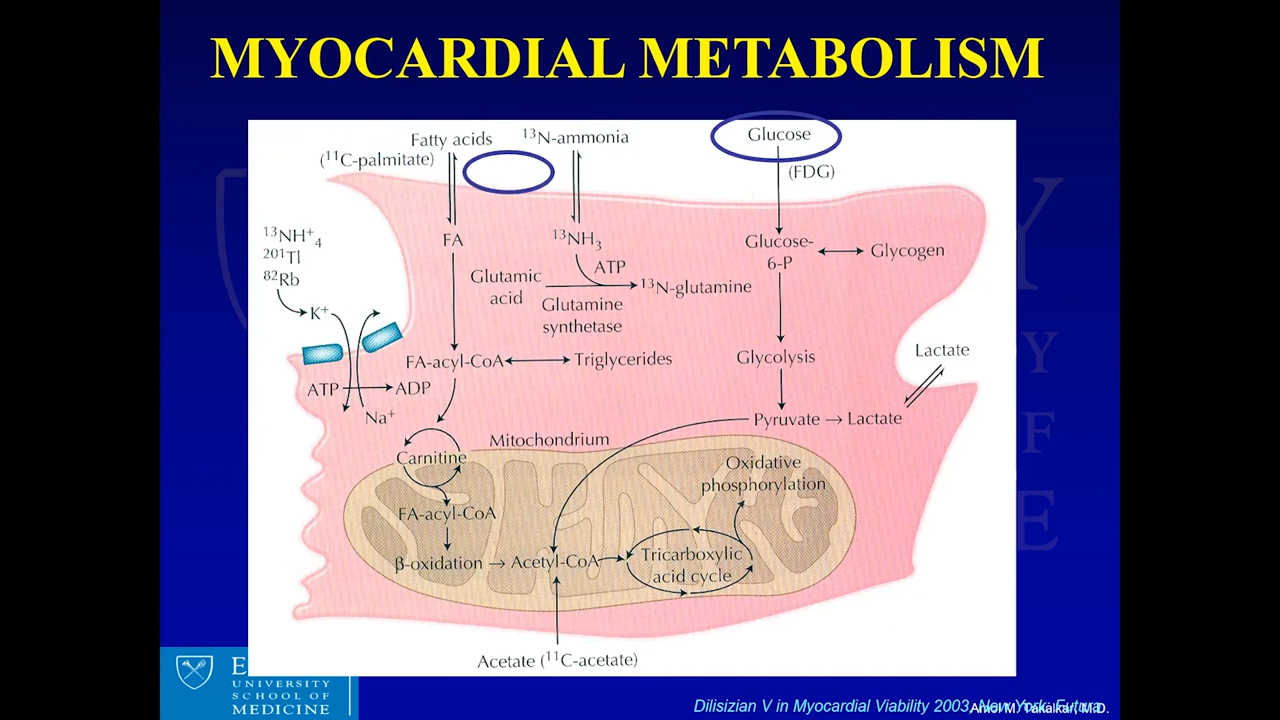 MYOCARDIAL METABOLISM
Fatty acids
(¹¹C-palmitate)
¹³N-ammonia
Glucose
(FDG)
¹³NH⁺₄
²⁰¹Tl
⁸²Rb
K⁺
FA
¹³NH₃
ATP
Glutamic
acid
Glutamine
synthetase
¹³N-glutamine
Glucose-
6-P
Glycogen
FA-acyl-CoA
Triglycerides
Glycolysis
Lactate
ATP
ADP
Na⁺
Pyruvate → Lactate
Mitochondrium
Carnitine
Oxidative
phosphorylation
FA-acyl-CoA
β-oxidation → Acetyl-CoA
Tricarboxylic
acid cycle
Acetate (¹¹C-acetate)
E
UNIVERSITY
SCHOOL OF
MEDICINE
Dilisizian V in Myocardial Viability 2003, New York: Futura
Amol M. Takalkar, M.D.
Y
Y
F
E